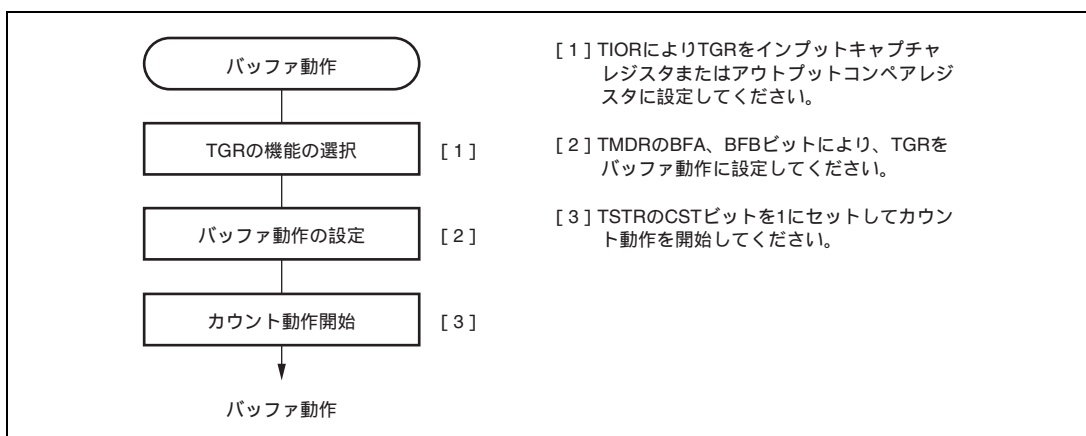 バッファ動作
TGRの機能の選択 [ 1 ]
バッファ動作の設定 [ 2 ]
カウント動作開始 [ 3 ]
バッファ動作
[ 1 ] TIORによりTGRをインプットキャプチャ
レジスタまたはアウトプットコンペアレジ
スタに設定してください。
[ 2 ] TMDRのBFA、BFBビットにより、TGRを
バッファ動作に設定してください。
[ 3 ] TSTRのCSTビットを1にセットしてカウン
ト動作を開始してください。